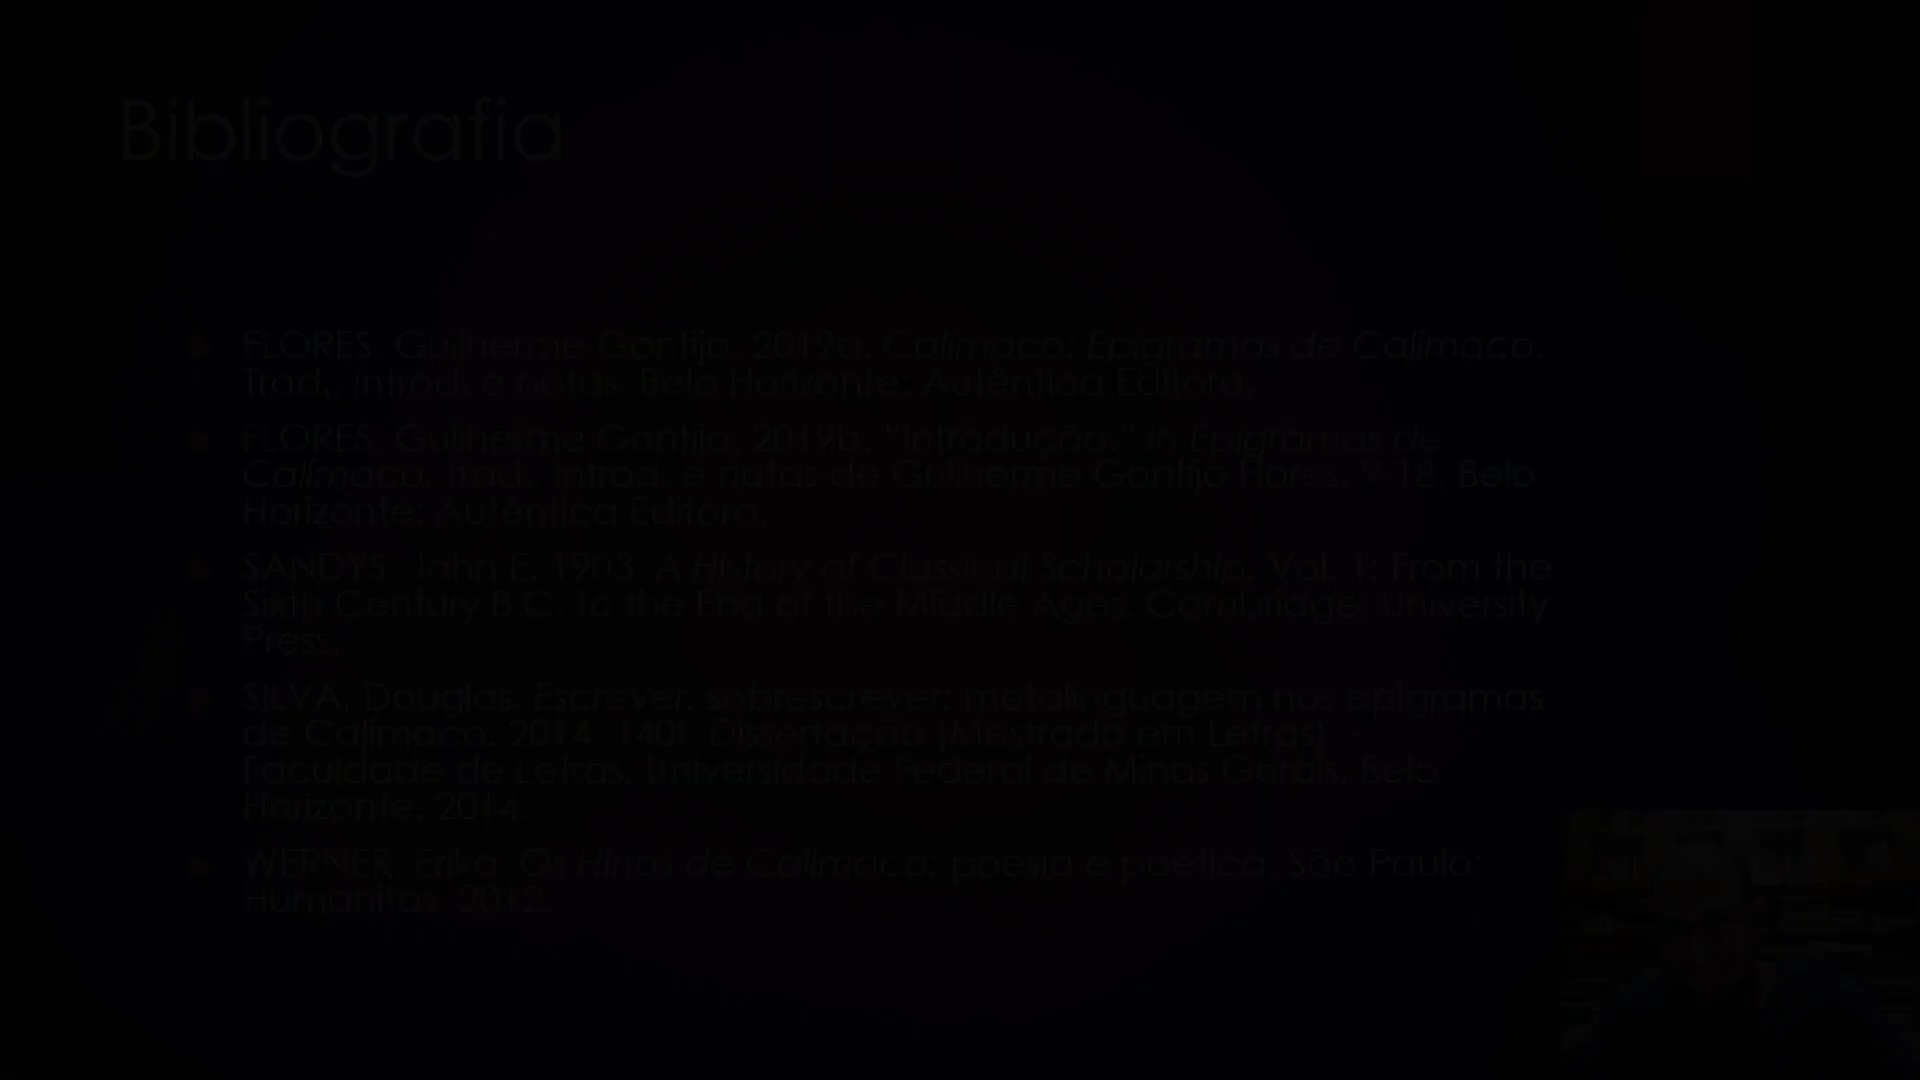 Bibliografia
FLORES, Guilherme Gontijo. 2019a. Calímaco: Epigramas de Calímaco.
Trad., introd. e notas. Belo Horizonte: Autêntica Editora.
FLORES, Guilherme Gontijo. 2019b. "Introdução." In Epigramas de
Calímaco. Trad., introd. e notas de Guilherme Gontijo Flores, 9-18. Belo
Horizonte: Autêntica Editora.
SANDYS, John E. 1903. A History of Classical Scholarship. Vol. 1: From the
Sixth Century B.C. to the End of the Middle Ages. Cambridge: University
Press.
SILVA, Douglas. Escrever, sobrescrever: metalinguagem nos epigramas
de Calímaco. 2014. 140f. Dissertação (Mestrado em Letras) –
Faculdade de Letras, Universidade Federal de Minas Gerais, Belo
Horizonte, 2014.
WERNER, Erika. Os Hinos de Calímaco: poesia e poética. São Paulo:
Humanitas, 2012.